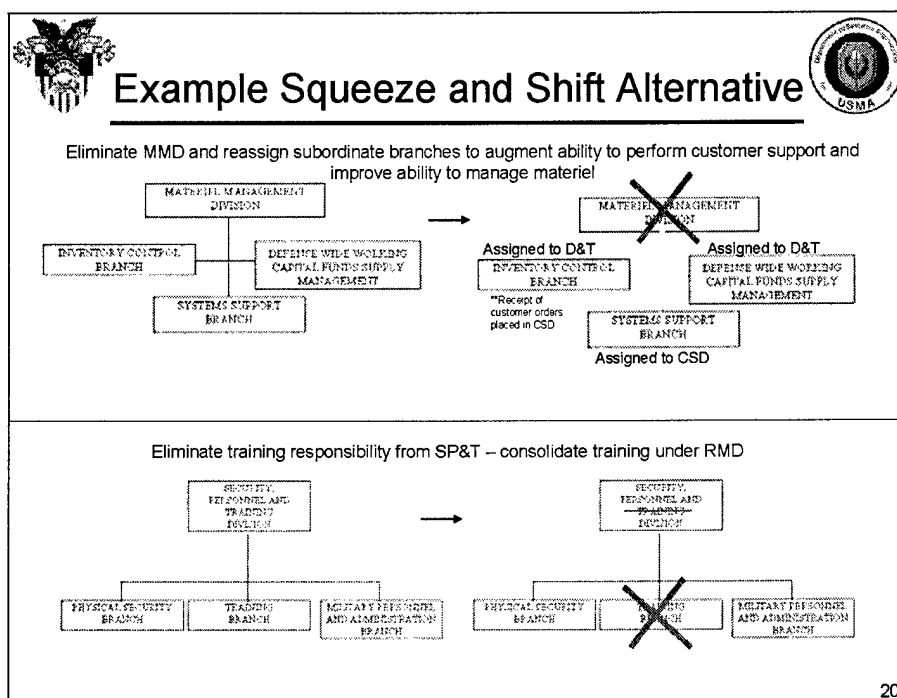 Example Squeeze and Shift Alternative
USMA
Eliminate MMD and reassign subordinate branches to augment ability to perform customer support and
improve ability to manage materiel
MATERIEL MANAGEMENT
DIVISION
INVENTORY CONTROL
BRANCH
DEFENSE WIDE WORKING
CAPITAL FUNDS SUPPLY
MANAGEMENT
SYSTEMS SUPPORT
BRANCH
MATERIEL MANAGEMENT
DIVISION
Assigned to D&T
INVENTORY CONTROL
BRANCH
**Receipt of
customer orders
placed in CSD
Assigned to D&T
DEFENSE WIDE WORKING
CAPITAL FUNDS SUPPLY
MANAGEMENT
SYSTEMS SUPPORT
BRANCH
Assigned to CSD
Eliminate training responsibility from SP&T – consolidate training under RMD
SECURITY,
PERSONNEL AND
TRAINING
DIVISION
PHYSICAL SECURITY
BRANCH
TRAINING
BRANCH
MILITARY PERSONNEL
AND ADMINISTRATION
BRANCH
SECURITY,
PERSONNEL AND
TRAINING
DIVISION
PHYSICAL SECURITY
BRANCH
TRAINING
BRANCH
MILITARY PERSONNEL
AND ADMINISTRATION
BRANCH
20